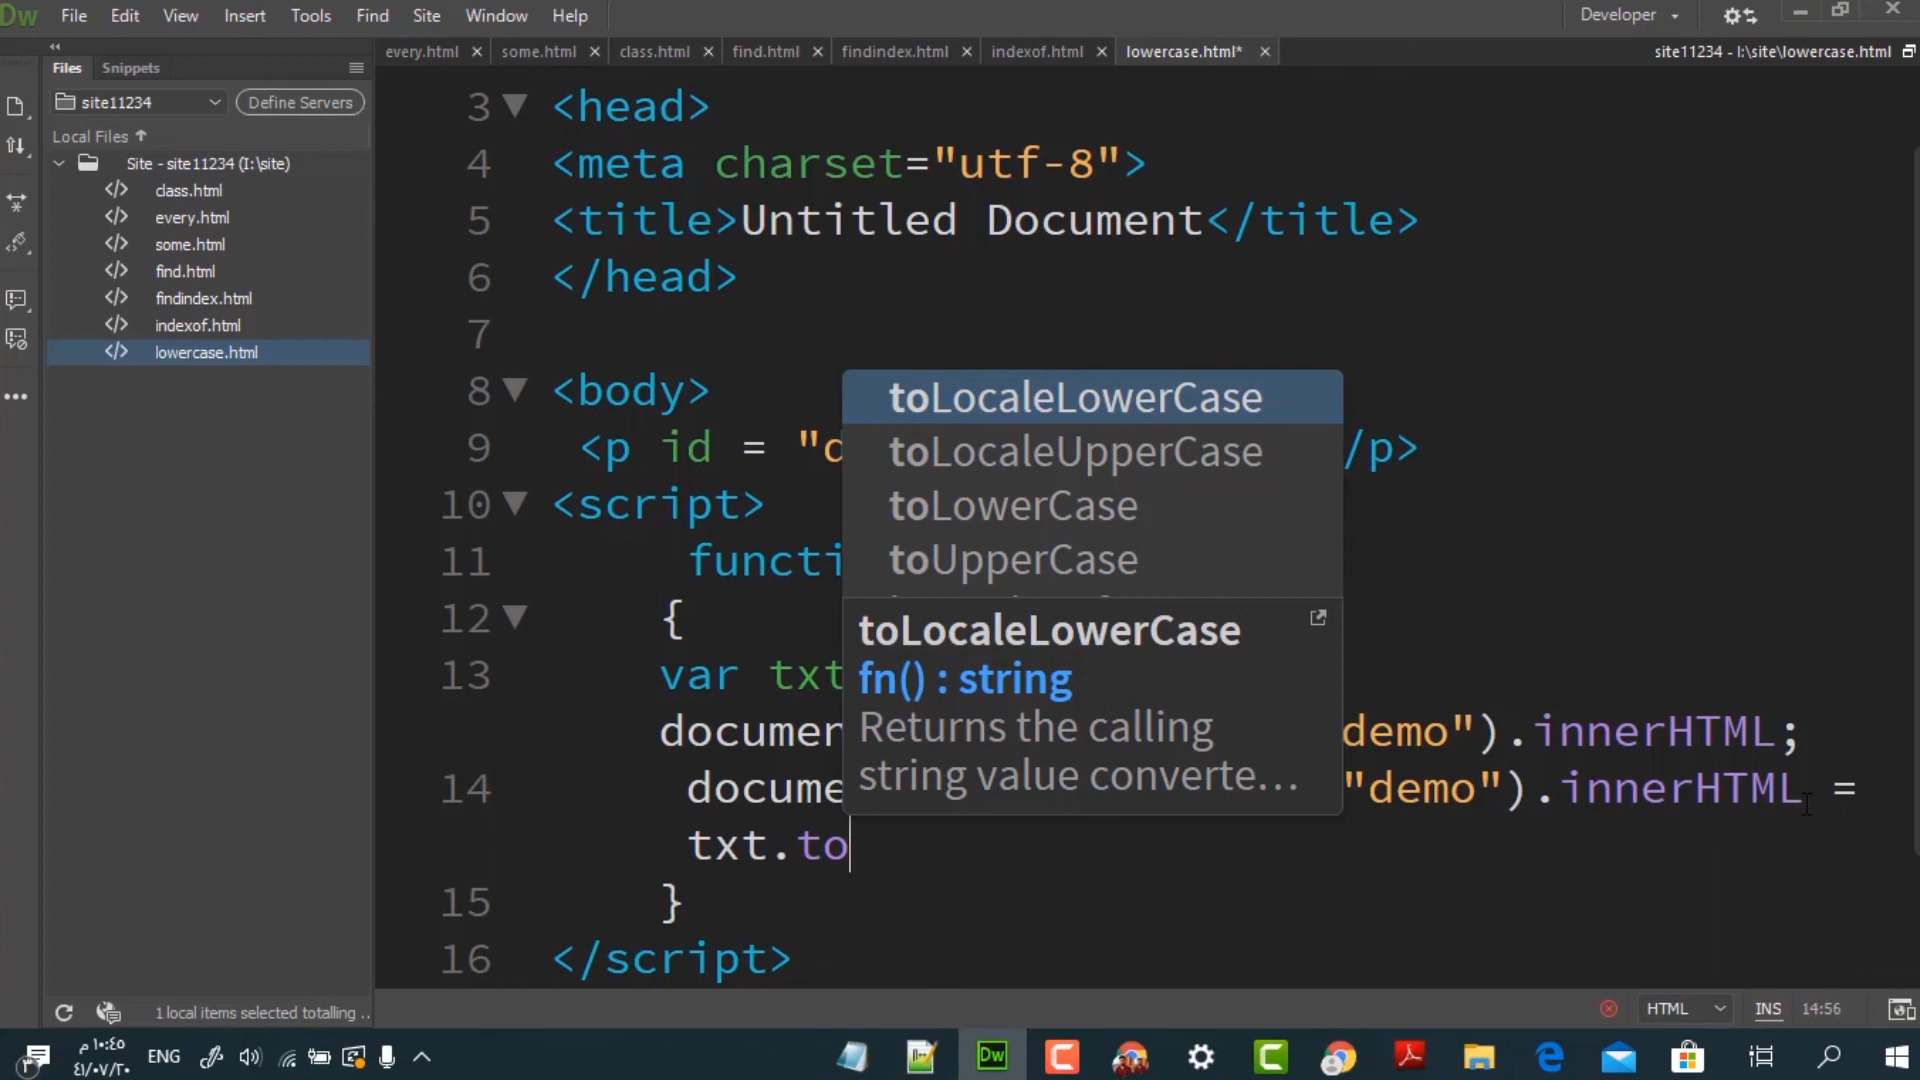 Dw File Edit View Insert Tools Find Site Window Help Developer
every.html some.html class.html find.html findindex.html indexof.html lowercase.html* site11234 - I:\site\lowercase.html
Files Snippets
site11234 Define Servers
Local Files
Site - site11234 (I:\site)
class.html
every.html
some.html
find.html
findindex.html
indexof.html
lowercase.html
3 <head>
4 <meta charset="utf-8">
5 <title>Untitled Document</title>
6 </head>
7
8 <body>
9 <p id = "d /p>
10 <script>
11 functi
12 {
13 var txt
documen demo").innerHTML;
14 docume "demo").innerHTML =
txt.to
15 }
16 </script>
toLocaleLowerCase
toLocaleUpperCase
toLowerCase
toUpperCase
toLocaleLowerCase
fn() : string
Returns the calling
string value converte...
1 local items selected totalling ..
HTML INS 14:56
ENG
١٠:٤٥ م
Dw